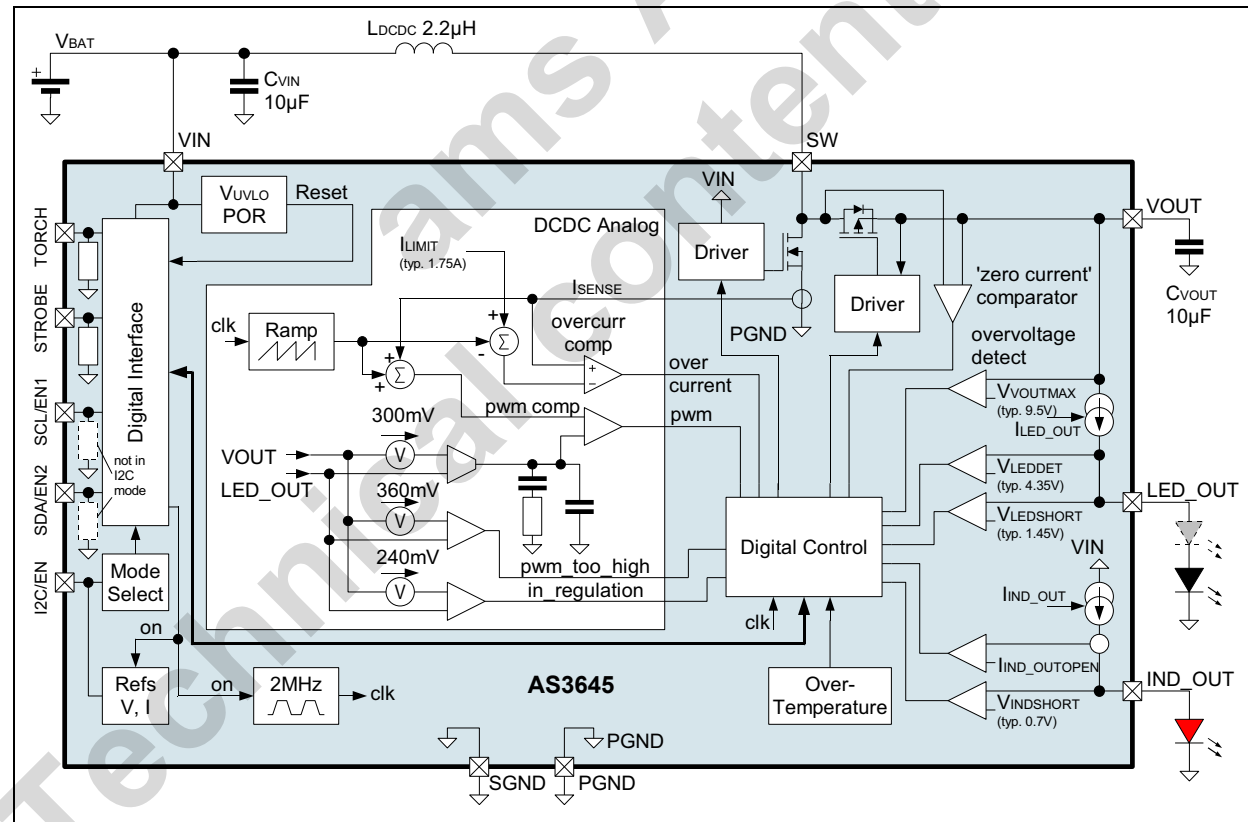 LDCDC 2.2µH
VBAT
+
CVIN
10µF
VIN
SW
VUVLO
POR
Reset
VIN
DCDC Analog
VOUT
TORCH
ILIMIT
(typ. 1.75A)
Driver
Driver
'zero current'
comparator
CVOUT
10µF
ISENSE
PGND
clk
Ramp
+
Σ
-
overcurr
comp
overvoltage
detect
STROBE
Digital Interface
+
+
Σ
+
−
over
current
VVOUTMAX
(typ. 9.5V)
ILED_OUT
SCL/EN1
300mV
pwm comp
pwm
V
VOUT
LED_OUT
not in
I2C
mode
VLEDDET
(typ. 4.35V)
SDA/EN2
360mV
V
VLEDSHORT
(typ. 1.45V)
LED_OUT
VIN
Digital Control
240mV
V
pwm_too_high
in_regulation
I2C/EN
Mode
Select
IIND_OUT
clk
on
Refs
V, I
on
2MHz
clk
AS3645
Over-
Temperature
IIND_OUTOPEN
VINDSHORT
(typ. 0.7V)
IND_OUT
PGND
SGND
PGND
ams A
Technical content